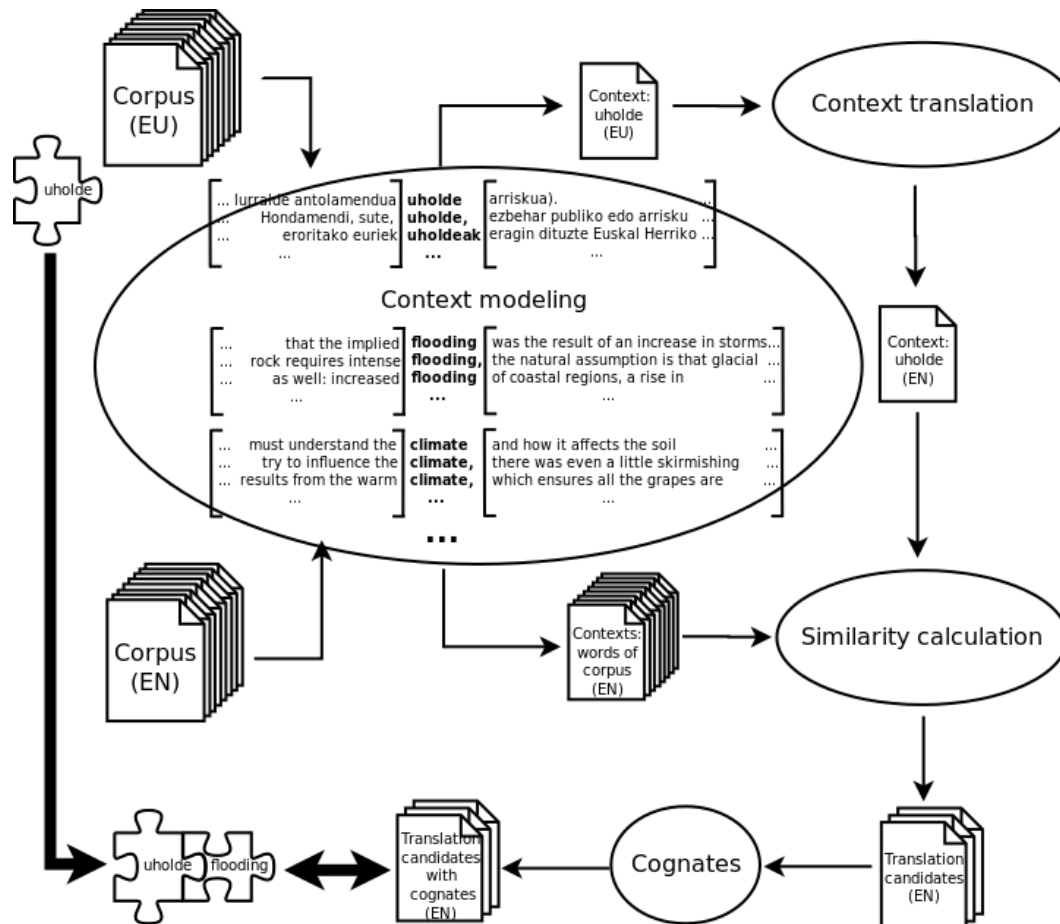 Corpus
(EU)
uholde
Context:
uholde
(EU)
Context translation
... lurralde antolamendua uholde arriskua). ...
... Hondamendi, sute, uholde, ezbehar publiko edo arrisku ...
... eroritako euriek uholdeak eragin dituzte Euskal Herriko ...
... ... ...
Context modeling
... that the implied flooding was the result of an increase in storms...
... rock requires intense flooding, the natural assumption is that glacial ...
... as well: increased flooding of coastal regions, a rise in ...
... ... ...
... must understand the climate and how it affects the soil ...
... try to influence the climate, there was even a little skirmishing ...
... results from the warm climate, which ensures all the grapes are ...
... ... ...
...
Context:
uholde
(EN)
Corpus
(EN)
Contexts:
words of
corpus
(EN)
Similarity calculation
uholde flooding
Translation
candidates
with
cognates
(EN)
Cognates
Translation
candidates
(EN)